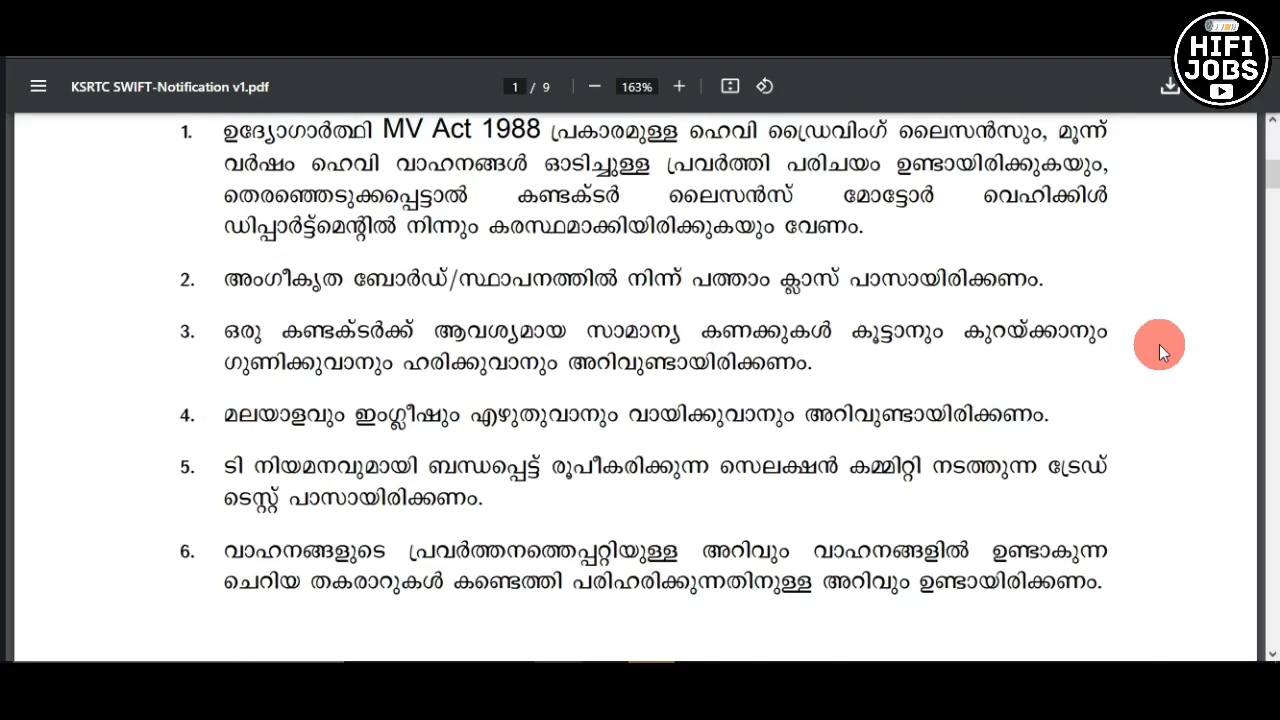 HIFI
JOBS
KSRTC SWIFT-Notification v1.pdf
1 / 9
163%
1. ഉദ്യോഗാർത്ഥി MV Act 1988 പ്രകാരമുള്ള ഹെവി ഡ്രൈവിംഗ് ലൈസൻസും, മൂന്ന്
വർഷം ഹെവി വാഹനങ്ങൾ ഓടിച്ചുള്ള പ്രവർത്തി പരിചയം ഉണ്ടായിരിക്കുകയും,
തെരഞ്ഞെടുക്കപ്പെട്ടാൽ കണ്ടക്ടർ ലൈസൻസ് മോട്ടോർ വെഹിക്കിൾ
ഡിപ്പാർട്ട്മെന്റിൽ നിന്നും കരസ്ഥമാക്കിയിരിക്കുകയും വേണം.
2. അംഗീകൃത ബോർഡ്/സ്ഥാപനത്തിൽ നിന്ന് പത്താം ക്ലാസ് പാസായിരിക്കണം.
3. ഒരു കണ്ടക്ടർക്ക് ആവശ്യമായ സാമാന്യ കണക്കുകൾ കൂട്ടാനും കുറയ്ക്കാനും
ഗുണിക്കുവാനും ഹരിക്കുവാനും അറിവുണ്ടായിരിക്കണം.
4. മലയാളവും ഇംഗ്ലീഷും എഴുതുവാനും വായിക്കുവാനും അറിവുണ്ടായിരിക്കണം.
5. ടി നിയമനവുമായി ബന്ധപ്പെട്ട് രൂപീകരിക്കുന്ന സെലക്ഷൻ കമ്മിറ്റി നടത്തുന്ന ട്രേഡ്
ടെസ്റ്റ് പാസായിരിക്കണം.
6. വാഹനങ്ങളുടെ പ്രവർത്തനത്തെപ്പറ്റിയുള്ള അറിവും വാഹനങ്ങളിൽ ഉണ്ടാകുന്ന
ചെറിയ തകരാറുകൾ കണ്ടെത്തി പരിഹരിക്കുന്നതിനുള്ള അറിവും ഉണ്ടായിരിക്കണം.